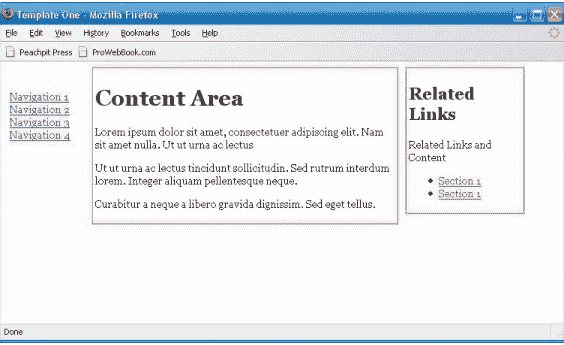 Template One - Mozilla Firefox
File Edit View History Bookmarks Tools Help
Peachpit Press ProWebBook.com
Navigation 1
Navigation 2
Navigation 3
Navigation 4
Content Area
Lorem ipsum dolor sit amet, consectetuer adipiscing elit. Nam
sit amet nulla. Ut ut urna ac lectus
Ut ut urna ac lectus tincidunt sollicitudin. Sed rutrum interdum
lorem. Integer aliquam pellentesque neque.
Curabitur a neque a libero gravida dignissim. Sed eget tellus.
Related
Links
Related Links and
Content
Section 1
Section 1
Done